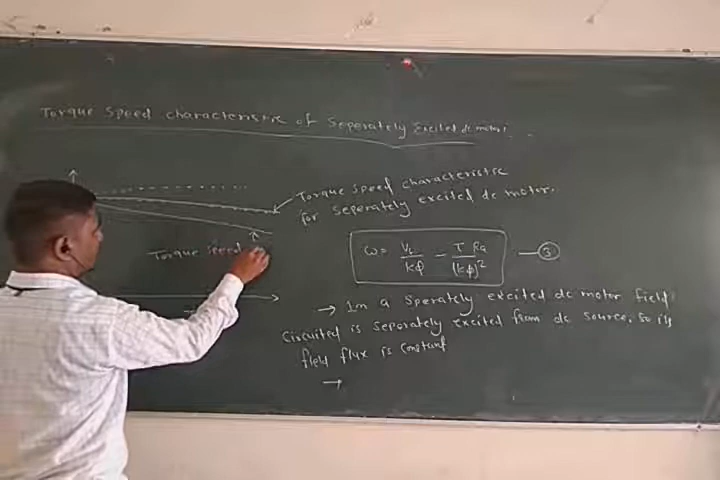 Torque speed characteristic of Seperately Excited dc motor:
Torque speed characteristic
for seperately excited dc motor.
Torque speed
ω = Vt/kφ - T Ra/(kφ)² — ③
→ In a sperately excited dc motor field
Circuited is seperately excited from dc source. so its
field flux is constant
→